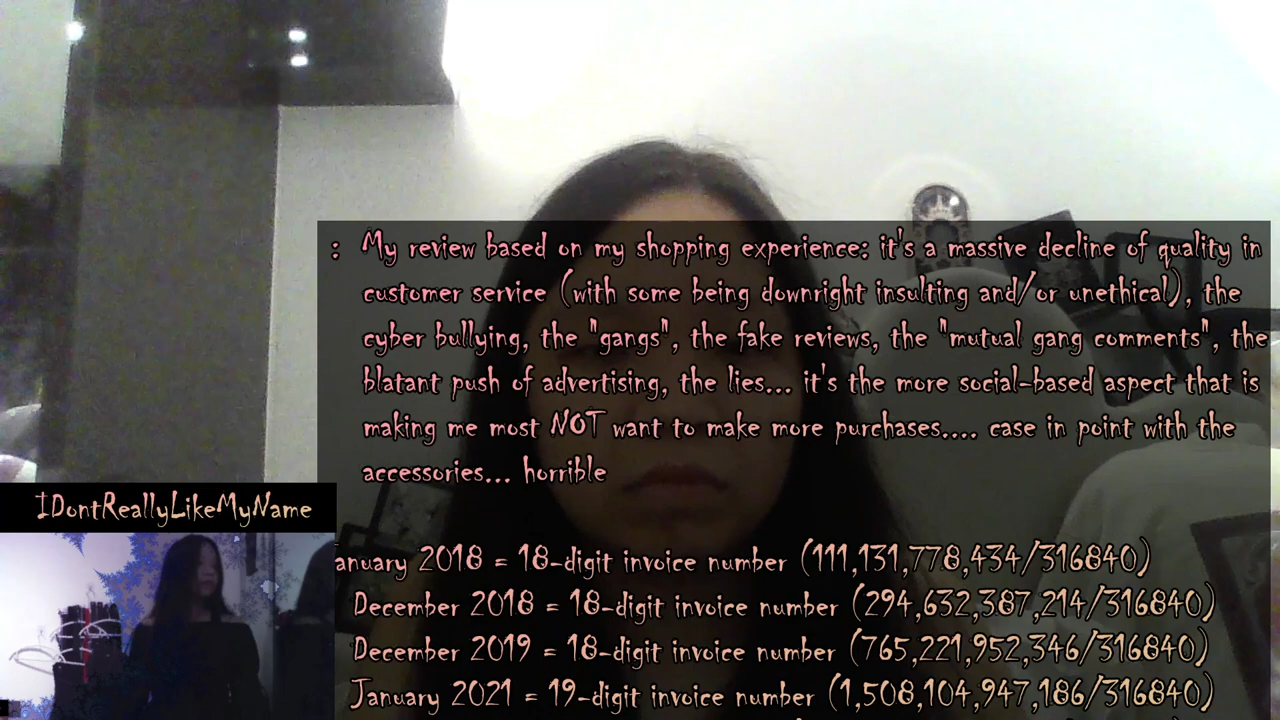 : My review based on my shopping experience: it's a massive decline of quality in
customer service (with some being downright insulting and/or unethical), the
cyber bullying, the "gangs", the fake reviews, the "mutual gang comments", the
blatant push of advertising, the lies... it's the more social-based aspect that is
making me most NOT want to make more purchases.... case in point with the
accessories... horrible
IDontReallyLikeMyName
anuary 2018 = 18-digit invoice number (111,131,778,434/316840)
December 2018 = 18-digit invoice number (294,632,387,214/316840)
December 2019 = 18-digit invoice number (765,221,952,346/316840)
January 2021 = 19-digit invoice number (1,508,104,947,186/316840)